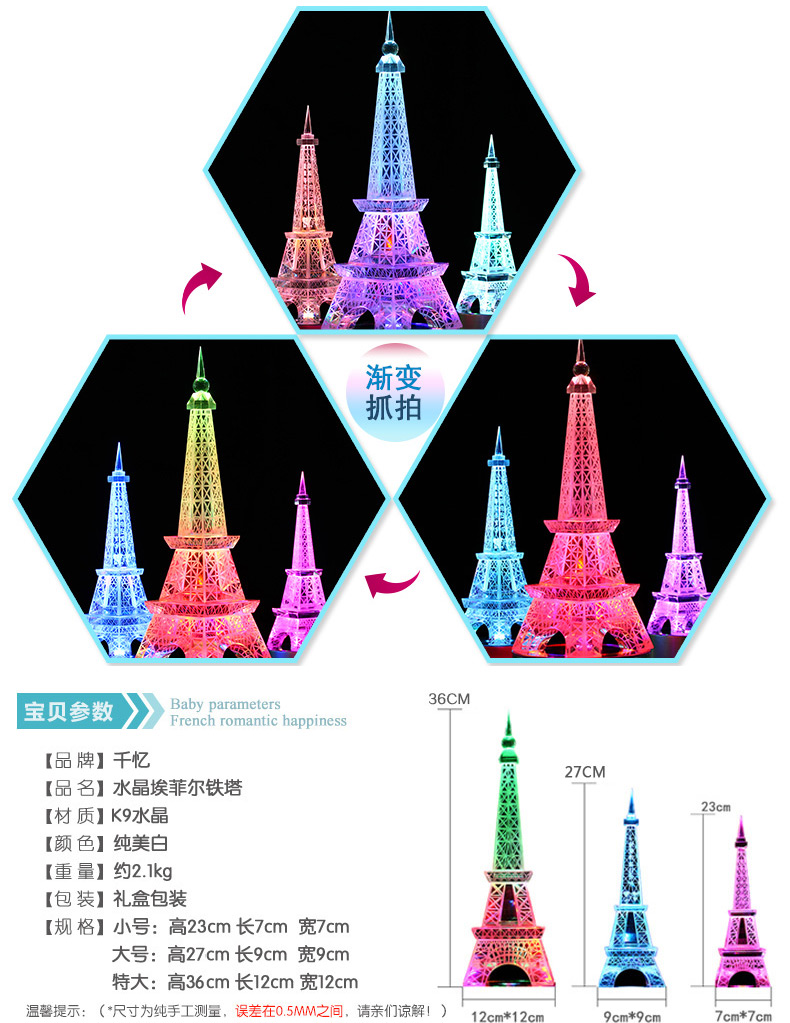 渐变
抓拍
宝贝参数
Baby parameters
French romantic happiness
【品 牌】千忆
【品 名】水晶埃菲尔铁塔
【材 质】K9水晶
【颜 色】纯美白
【重 量】约2.1kg
【包 装】礼盒包装
【规 格】小号：高23cm 长7cm 宽7cm
大号：高27cm 长9cm 宽9cm
特大：高36cm 长12cm 宽12cm
温馨提示：（*尺寸为纯手工测量，误差在0.5MM之间，请亲们谅解！）
36CM
27CM
23cm
12cm*12cm
9cm*9cm
7cm*7cm